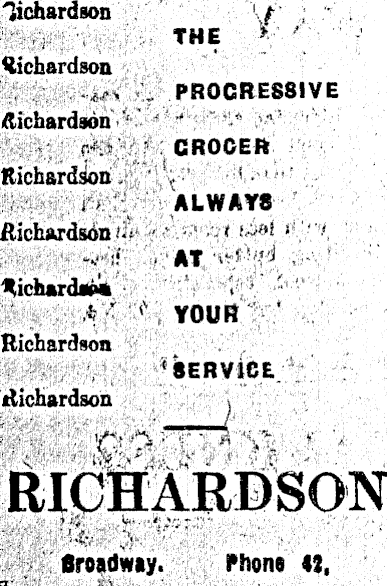 Richardson
THE
Richardson
PROGRESSIVE
Richardson
GROCER
Richardson
ALWAYS
Richardson
AT
Richardson
YOUR
Richardson
SERVICE
Richardson
RICHARDSON
Broadway. Phone 42,